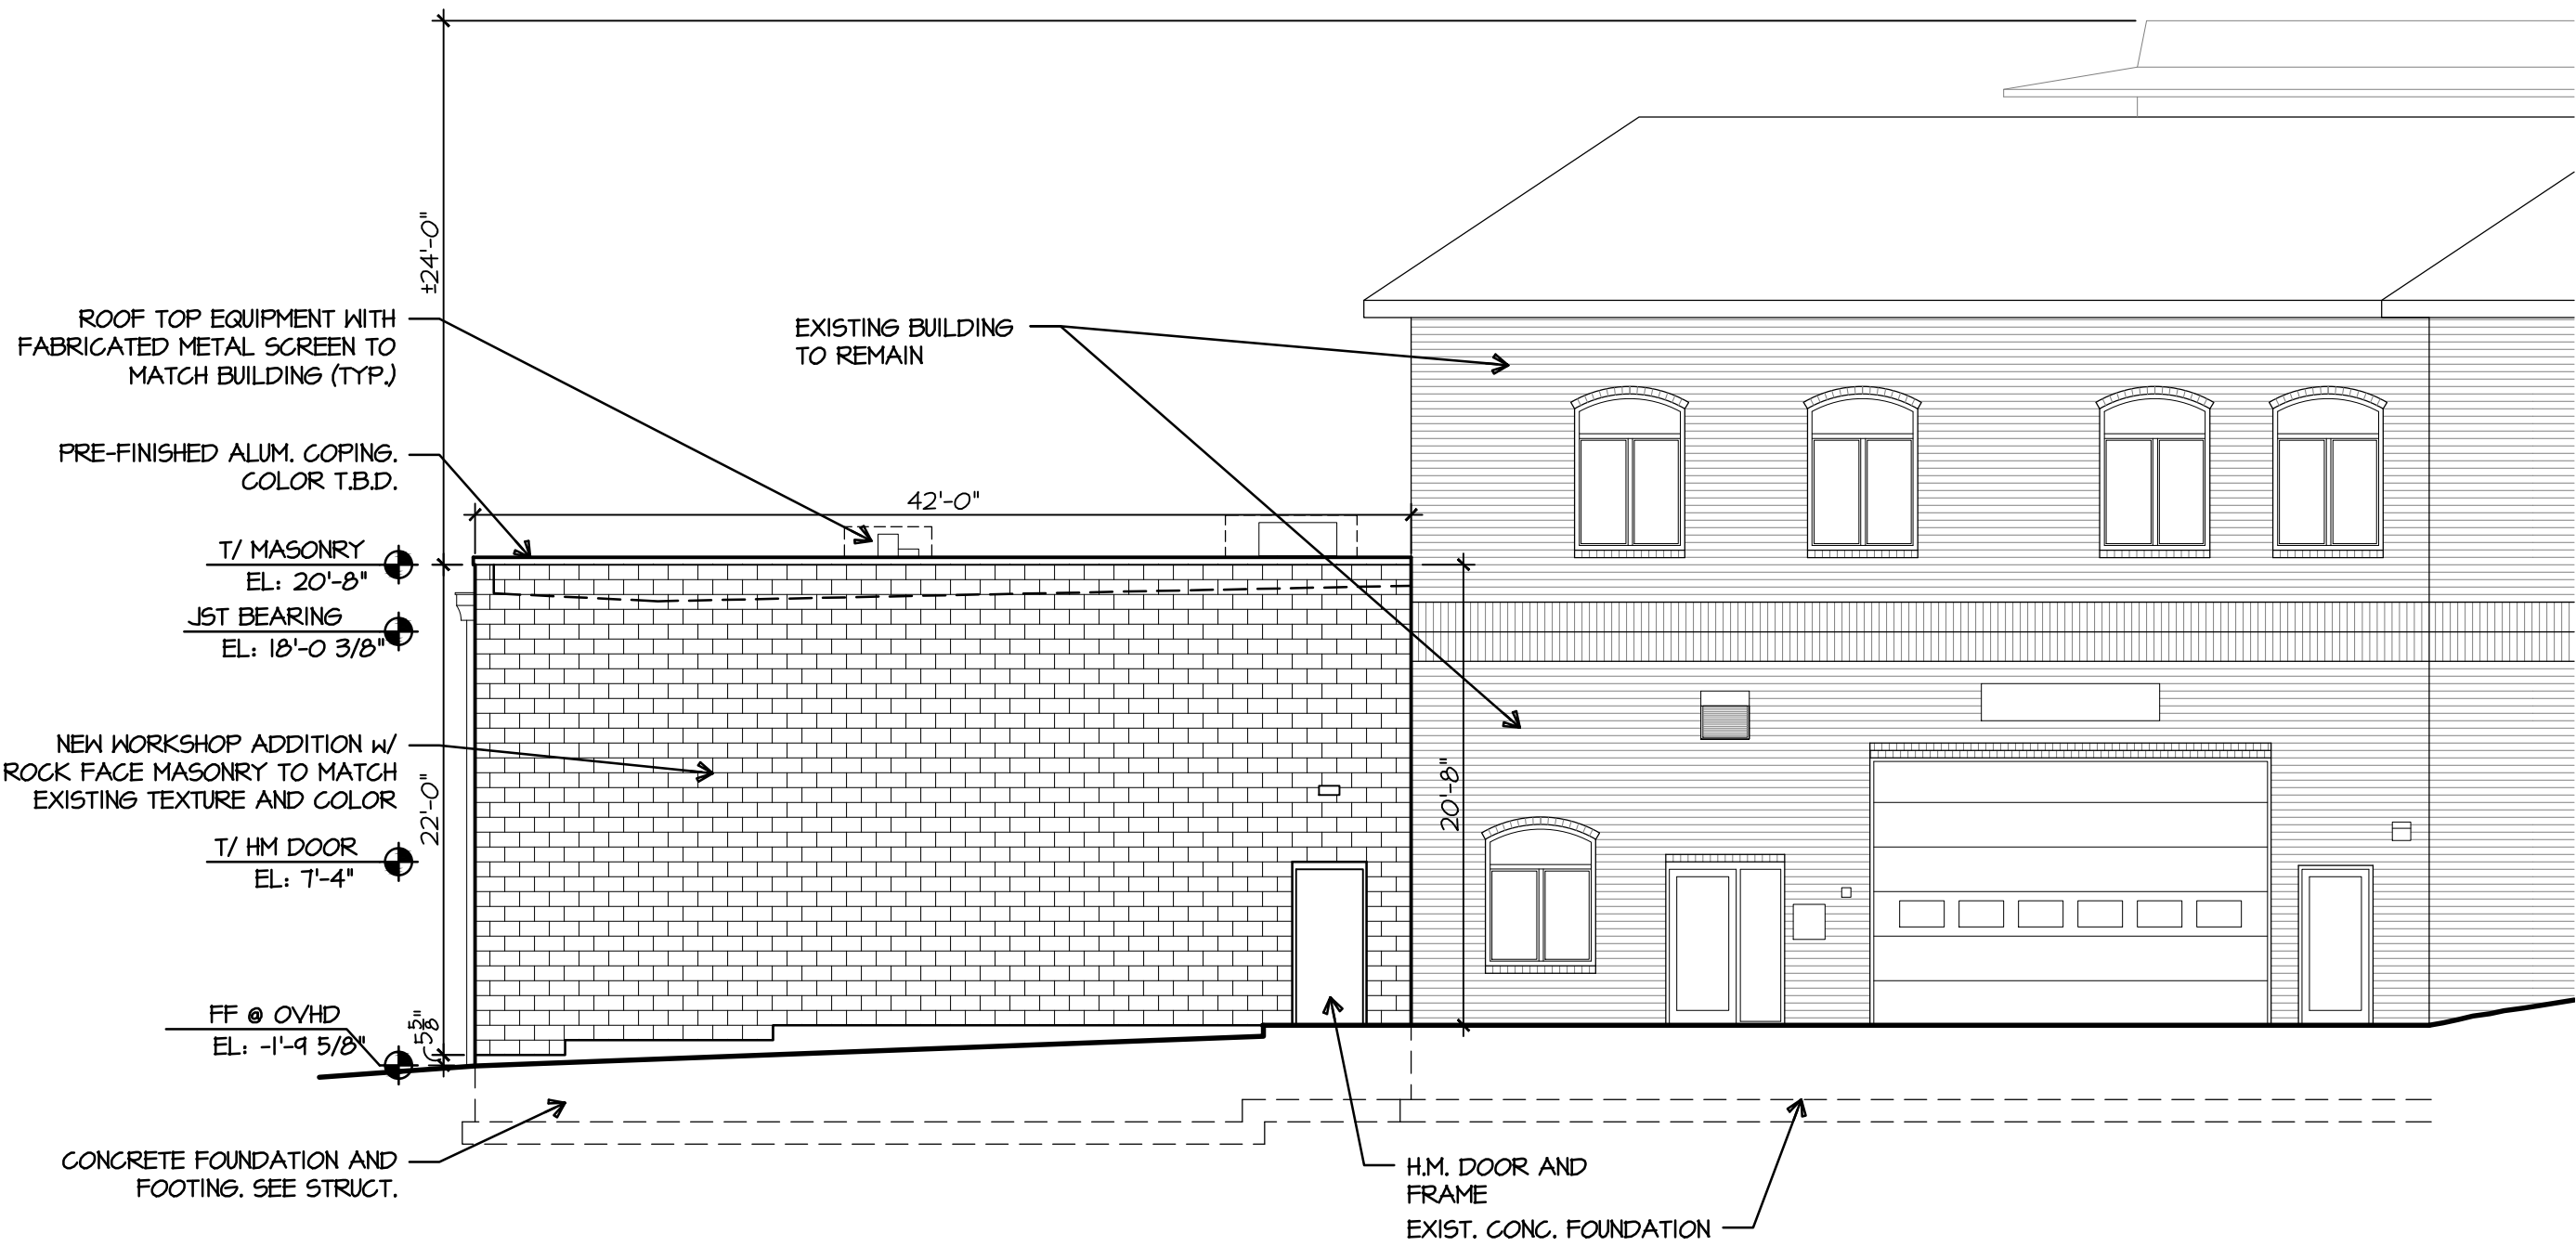 ±24'-0"
ROOF TOP EQUIPMENT WITH
FABRICATED METAL SCREEN TO
MATCH BUILDING (TYP.)
EXISTING BUILDING
TO REMAIN
PRE-FINISHED ALUM. COPING.
COLOR T.B.D.
42'-0"
T/ MASONRY
EL: 20'-8"
JST BEARING
EL: 18'-0 3/8"
NEW WORKSHOP ADDITION W/
ROCK FACE MASONRY TO MATCH
EXISTING TEXTURE AND COLOR
22'-0"
20'-8"
T/ HM DOOR
EL: 7'-4"
FF @ OVHD
EL: -1'-9 5/8"
5 5/8"
CONCRETE FOUNDATION AND
FOOTING. SEE STRUCT.
H.M. DOOR AND
FRAME
EXIST. CONC. FOUNDATION